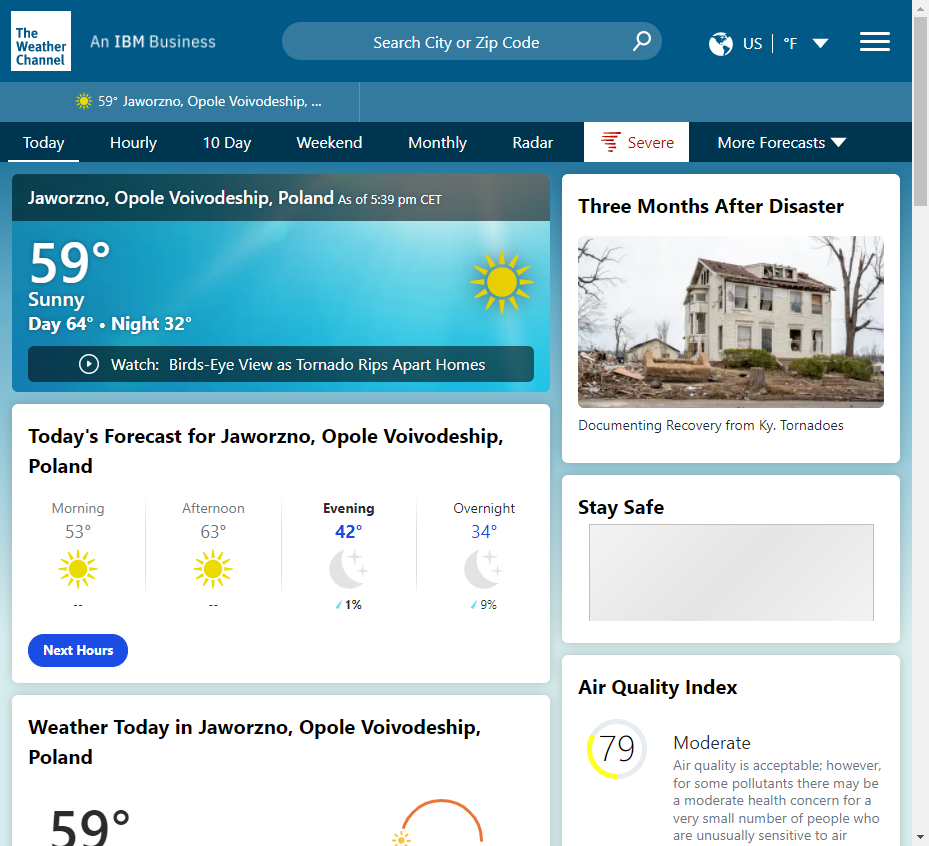 The
Weather
Channel
An IBM Business
Search City or Zip Code
US
°F
59° Jaworzno, Opole Voivodeship, ...
Today
Hourly
10 Day
Weekend
Monthly
Radar
Severe
More Forecasts
Jaworzno, Opole Voivodeship, Poland As of 5:39 pm CET
59°
Sunny
Day 64° • Night 32°
Watch: Birds-Eye View as Tornado Rips Apart Homes
Three Months After Disaster
Documenting Recovery from Ky. Tornadoes
Today's Forecast for Jaworzno, Opole Voivodeship,
Poland
Morning
53°
--
Afternoon
63°
--
Evening
42°
1%
Overnight
34°
9%
Next Hours
Stay Safe
Weather Today in Jaworzno, Opole Voivodeship,
Poland
59°
Air Quality Index
79
Moderate
Air quality is acceptable; however,
for some pollutants there may be
a moderate health concern for a
very small number of people who
are unusually sensitive to air